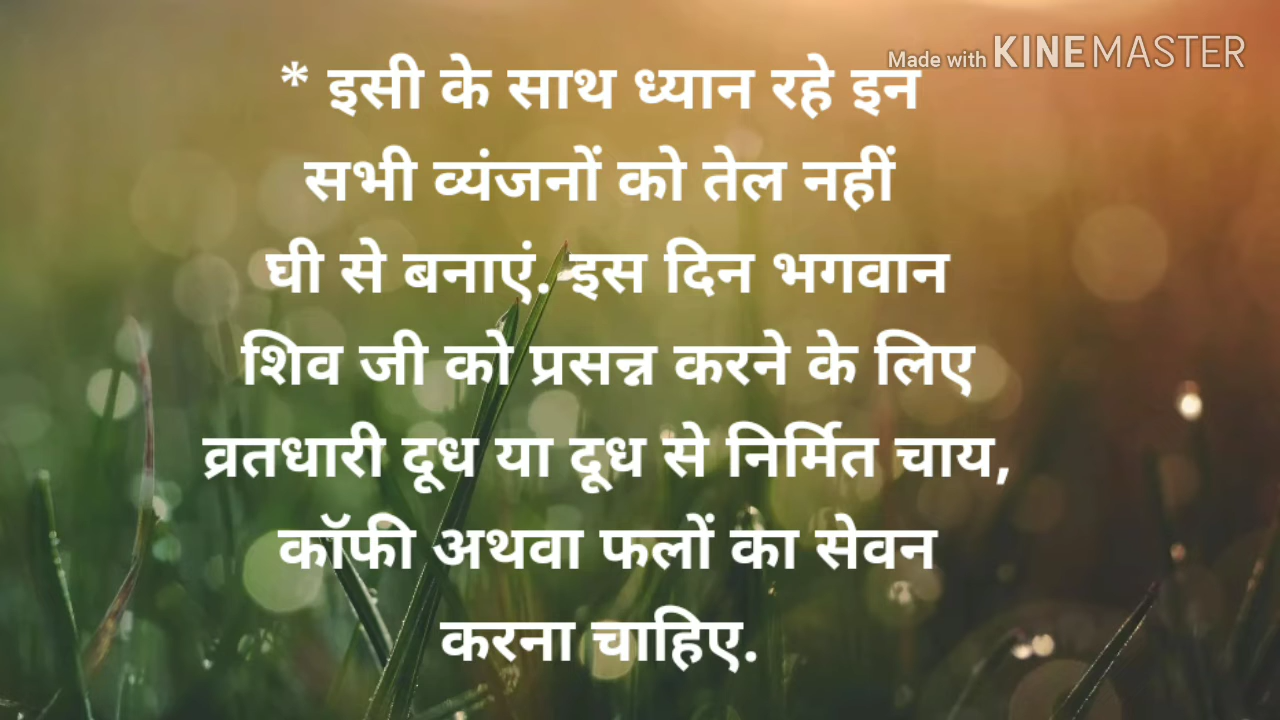 Made with KINEMASTER
* इसी के साथ ध्यान रहे इन
सभी व्यंजनों को तेल नहीं
घी से बनाएं. इस दिन भगवान
शिव जी को प्रसन्न करने के लिए
व्रतधारी दूध या दूध से निर्मित चाय,
कॉफी अथवा फलों का सेवन
करना चाहिए.